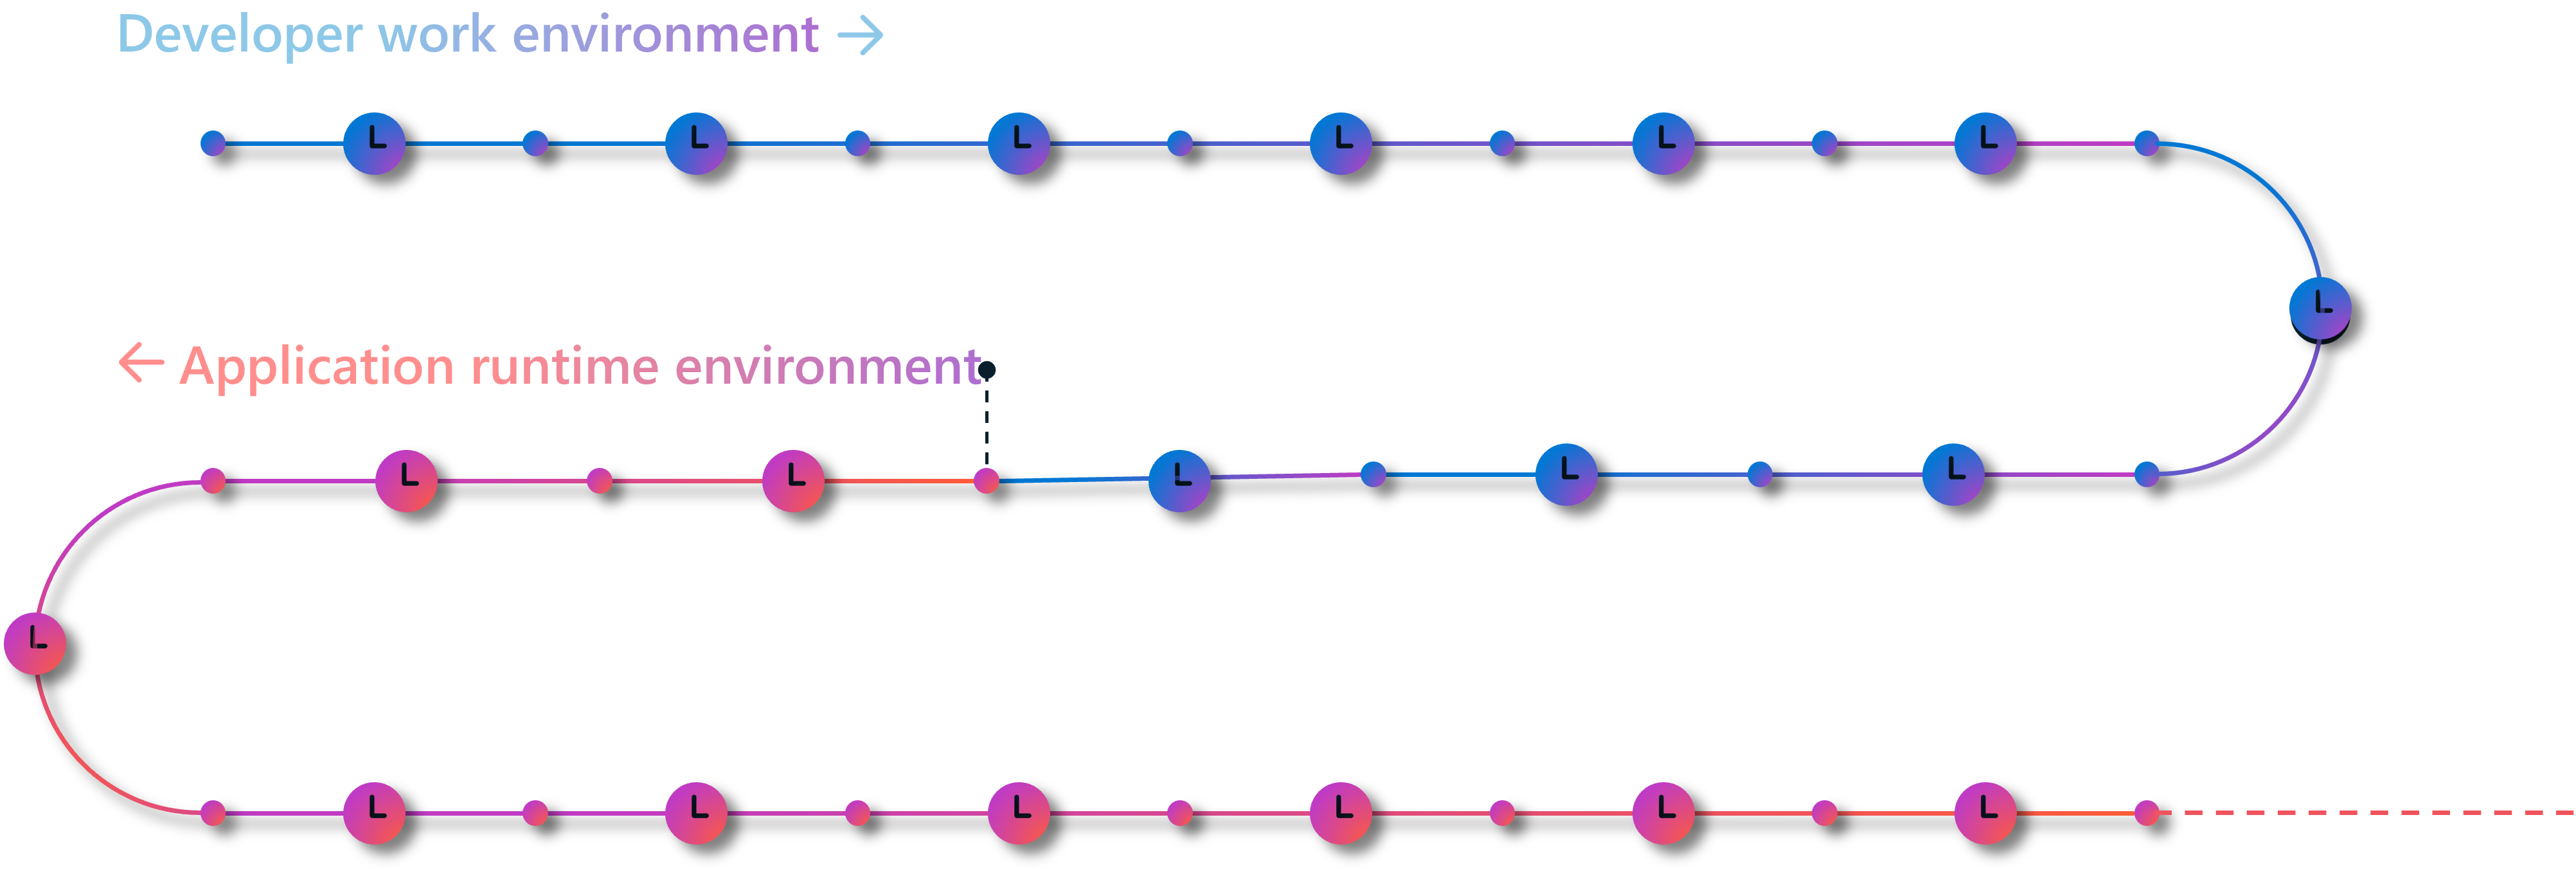 Developer work environment →
← Application runtime environment